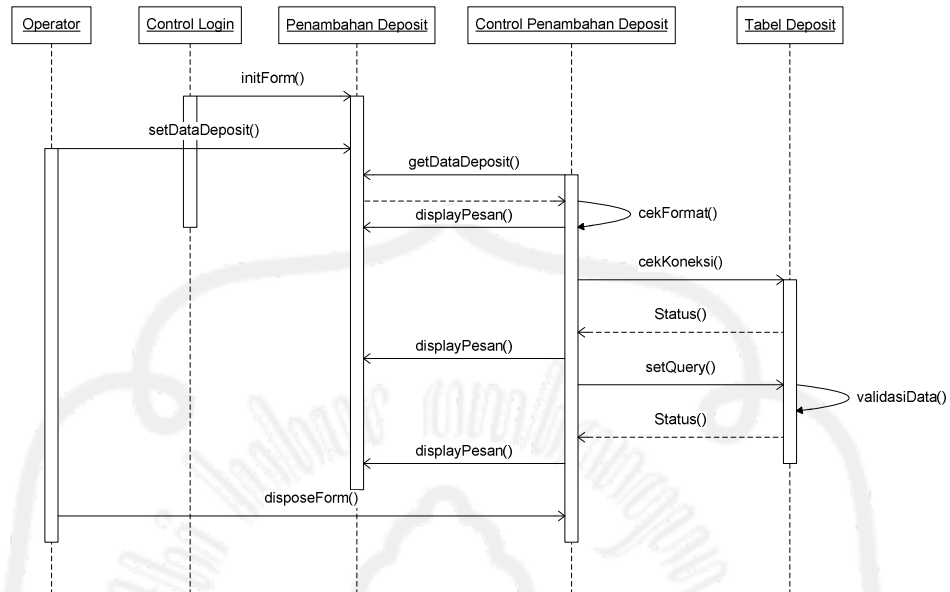 Operator
Control Login
Penambahan Deposit
Control Penambahan Deposit
Tabel Deposit
initForm()
setDataDeposit()
getDataDeposit()
displayPesan()
cekFormat()
cekKoneksi()
Status()
displayPesan()
setQuery()
validasiData()
Status()
displayPesan()
disposeForm()